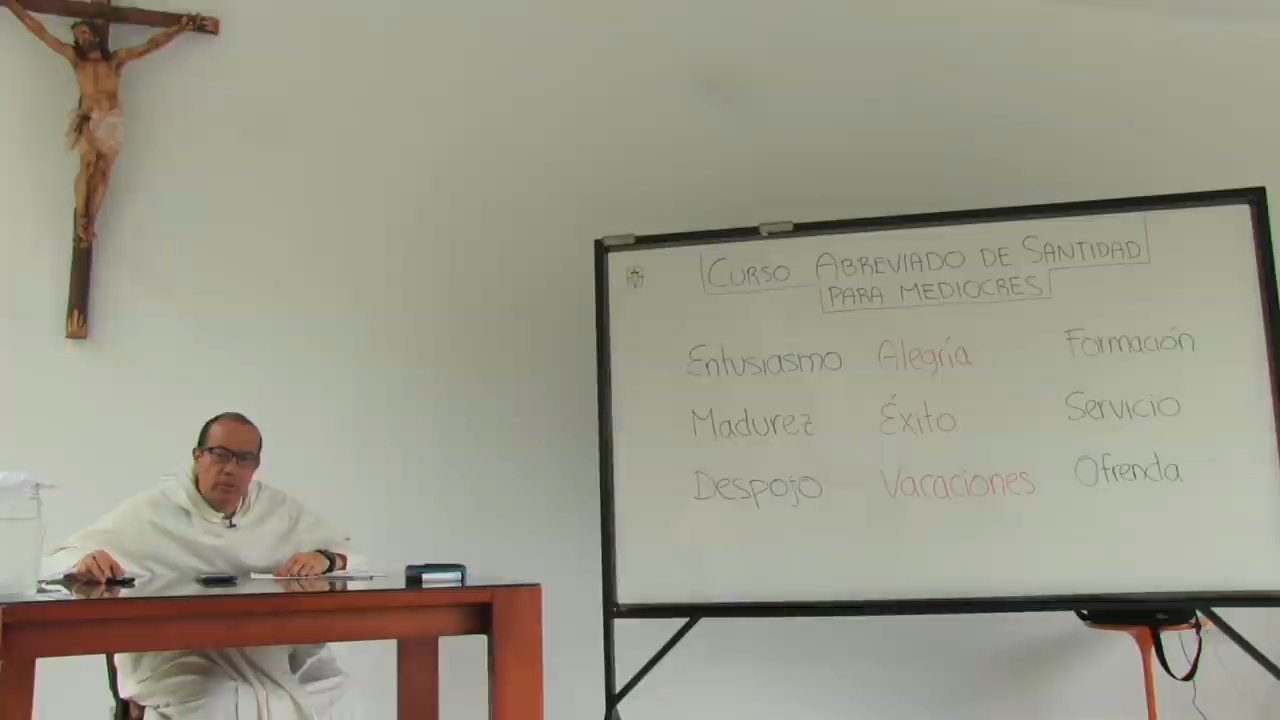 CURSO ABREVIADO DE SANTIDAD
PARA MEDIOCRES
Entusiasmo Alegría Formación
Madurez Éxito Servicio
Despojo Vacaciones Ofrenda